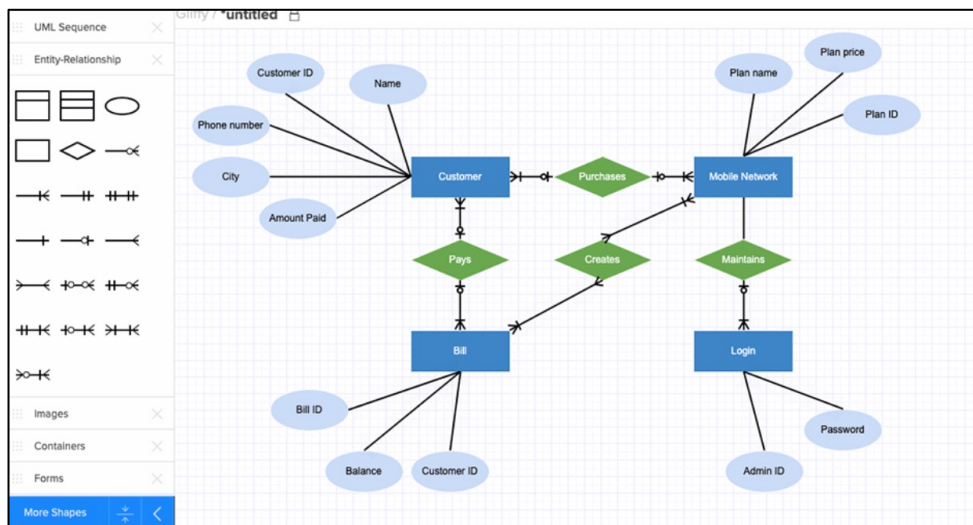 Gliffy / *untitled
UML Sequence
Entity-Relationship
Images
Containers
Forms
More Shapes
Customer ID
Name
Phone number
City
Amount Paid
Plan name
Plan price
Plan ID
Customer
Purchases
Mobile Network
Pays
Creates
Maintains
Bill
Login
Bill ID
Balance
Customer ID
Password
Admin ID